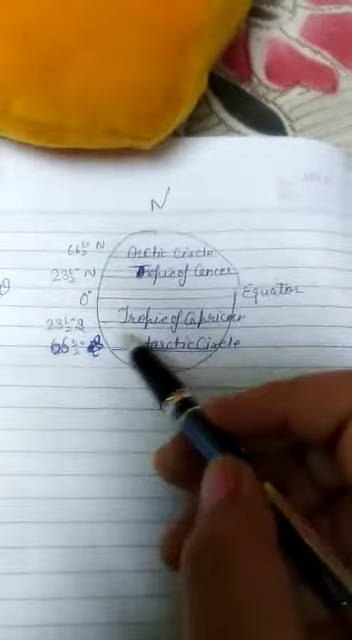 N
66½° N Arctic Circle
23½° N Tropic of Cancer
0° Equator
23½° Tropic of Capricorn
66½° tarctic Circle